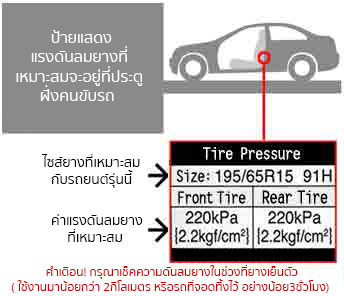 ป้ายแสดง
แรงดันลมยางที่
เหมาะสมจะอยู่ที่ประตู
ฝั่งคนขับรถ
ไซส์ยางที่เหมาะสม
กับรถยนต์รุ่นนี้
Tire Pressure
Size: 195/65R15 91H
Front Tire Rear Tire
ค่าแรงดันลมยาง
ที่เหมาะสม
220kPa 220kPa
{2.2kgf/cm²} {2.2kgf/cm²}
คำเตือน! กรุณาเช็คความดันลมยางในช่วงที่ยางเย็นตัว
( ใช้งานมาน้อยกว่า 2กิโลเมตร หรือรถที่จอดทิ้งไว้ อย่างน้อย3ชั่วโมง)